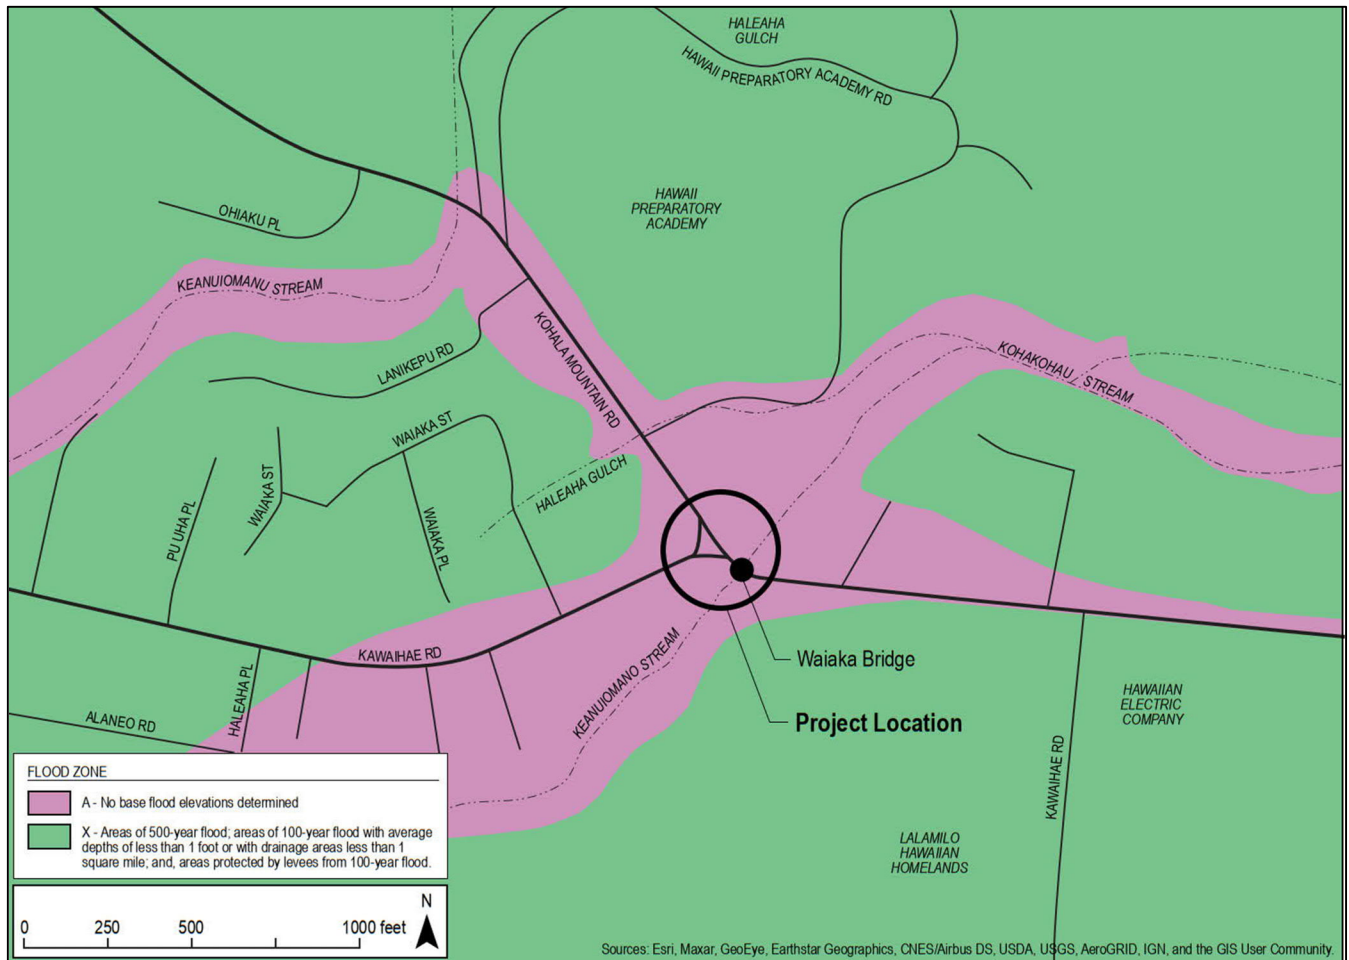 HALEAHA
GULCH
HAWAII PREPARATORY ACADEMY RD
HAWAII
PREPARATORY
ACADEMY
OHIAKU PL
KEANUIOMANU STREAM
KOHALA MOUNTAIN RD
LANIKEPU RD
KOHAKOHAU STREAM
WAIAKA ST
HALEAHA GULCH
WAIAKA ST
PU UHA PL
WAIAKA PL
KAWAIHAE RD
KEANUIOMANO STREAM
Waiaka Bridge
Project Location
HALEAHA PL
ALANEO RD
HAWAIIAN
ELECTRIC
COMPANY
KAWAIHAE RD
LALAMILO
HAWAIIAN
HOMELANDS
FLOOD ZONE
A - No base flood elevations determined
X - Areas of 500-year flood; areas of 100-year flood with average
depths of less than 1 foot or with drainage areas less than 1
square mile; and, areas protected by levees from 100-year flood.
N
0 250 500 1000 feet
Sources: Esri, Maxar, GeoEye, Earthstar Geographics, CNES/Airbus DS, USDA, USGS, AeroGRID, IGN, and the GIS User Community.